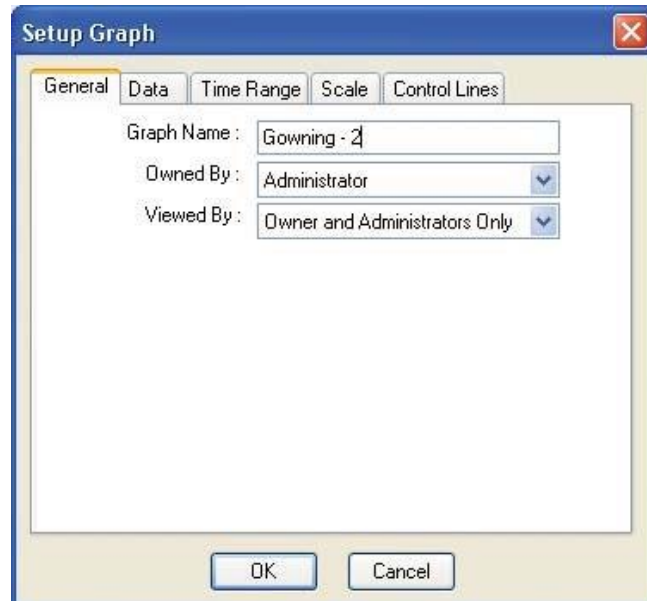 Setup Graph
General Data Time Range Scale Control Lines
Graph Name : Gowning - 2
Owned By : Administrator
Viewed By : Owner and Administrators Only
OK Cancel